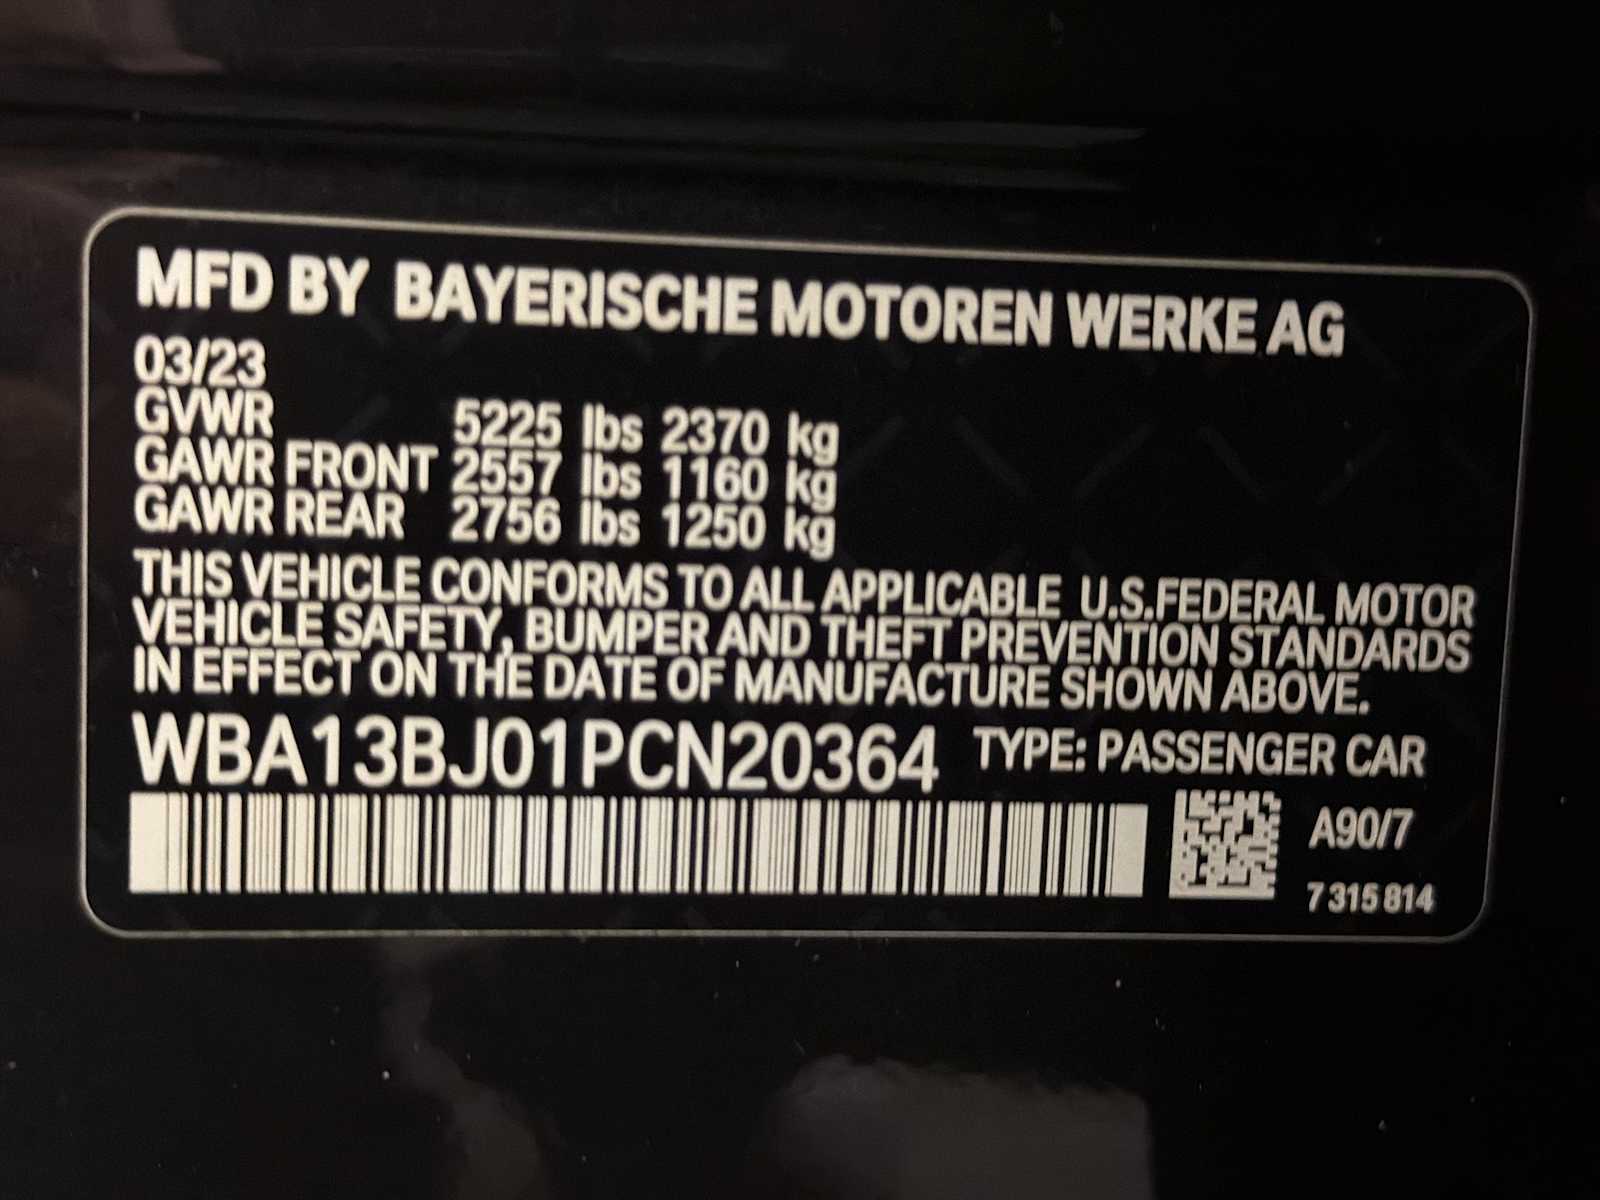 MFD BY BAYERISCHE MOTOREN WERKE AG
03/23
GVWR 5225 lbs 2370 kg
GAWR FRONT 2557 lbs 1160 kg
GAWR REAR 2756 lbs 1250 kg
THIS VEHICLE CONFORMS TO ALL APPLICABLE U.S.FEDERAL MOTOR
VEHICLE SAFETY, BUMPER AND THEFT PREVENTION STANDARDS
IN EFFECT ON THE DATE OF MANUFACTURE SHOWN ABOVE.
WBA13BJ01PCN20364 TYPE: PASSENGER CAR
A90/7
7 315 814